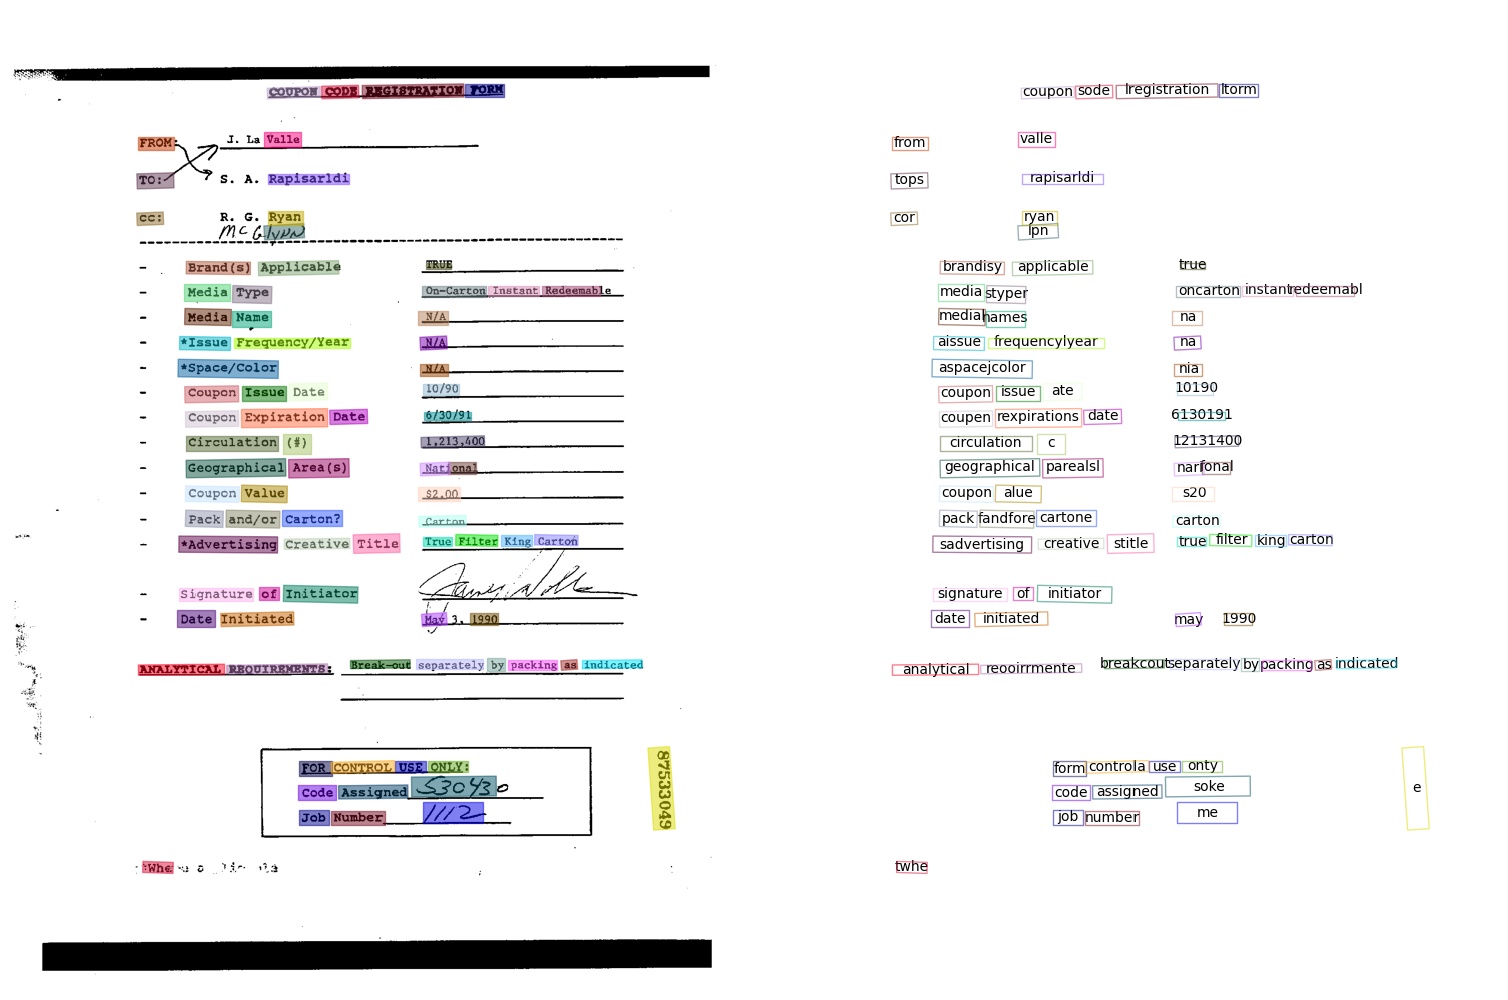 COUPON CODE REGISTRATION FORM coupon sode lregistration ltorm
FROM: J. La Valle from valle
TO: S. A. Rapisarldi tops rapisarldi
cc: R. G. Ryan cor ryan
McGlynn lpn
- Brand(s) Applicable TRUE brandisy applicable true
- Media Type On-Carton Instant Redeemable media styper oncarton instant redeemabl
- Media Name N/A medial names na
- *Issue Frequency/Year N/A aissue frequencylyear na
- *Space/Color N/A aspacejcolor nia
- Coupon Issue Date 10/90 coupon issue ate 10190
- Coupon Expiration Date 6/30/91 coupen rexpirations date 6130191
- Circulation (#) 1,213,400 circulation c 12131400
- Geographical Area(s) National geographical parealsl narifonal
- Coupon Value $2.00 coupon alue s20
- Pack and/or Carton? Carton pack fandfore cartone carton
- *Advertising Creative Title True Filter King Carton sadvertising creative stitle true filter king carton
- Signature of Initiator signature of initiator
- Date Initiated May 3, 1990 date initiated may 1990
ANALYTICAL REQUIREMENTS: Break-out separately by packing as indicated analytical reooirrmente breakcout separately by packing as indicated
FOR CONTROL USE ONLY: form controla use onty
Code Assigned S30430 code assigned soke
Job Number 1112 job number me
87533049 e
Whe twhe